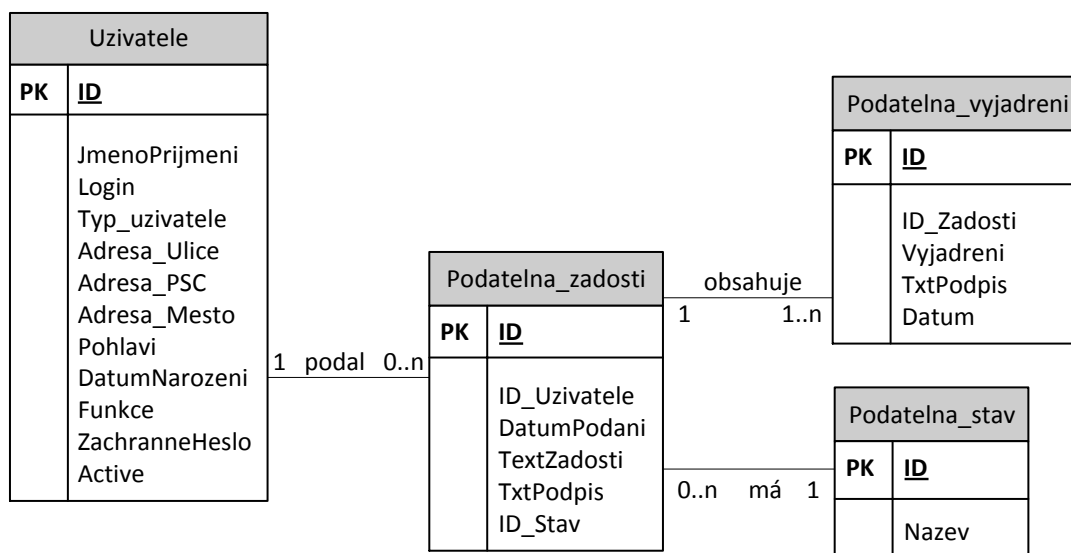 Uzivatele
PK ID
JmenoPrijmeni
Login
Typ_uzivatele
Adresa_Ulice
Adresa_PSC
Adresa_Mesto
Pohlavi
DatumNarozeni
Funkce
ZachranneHeslo
Active
1 podal 0..n
Podatelna_zadosti
PK ID
ID_Uzivatele
DatumPodani
TextZadosti
TxtPodpis
ID_Stav
obsahuje
1 1..n
Podatelna_vyjadreni
PK ID
ID_Zadosti
Vyjadreni
TxtPodpis
Datum
0..n má 1
Podatelna_stav
PK ID
Nazev